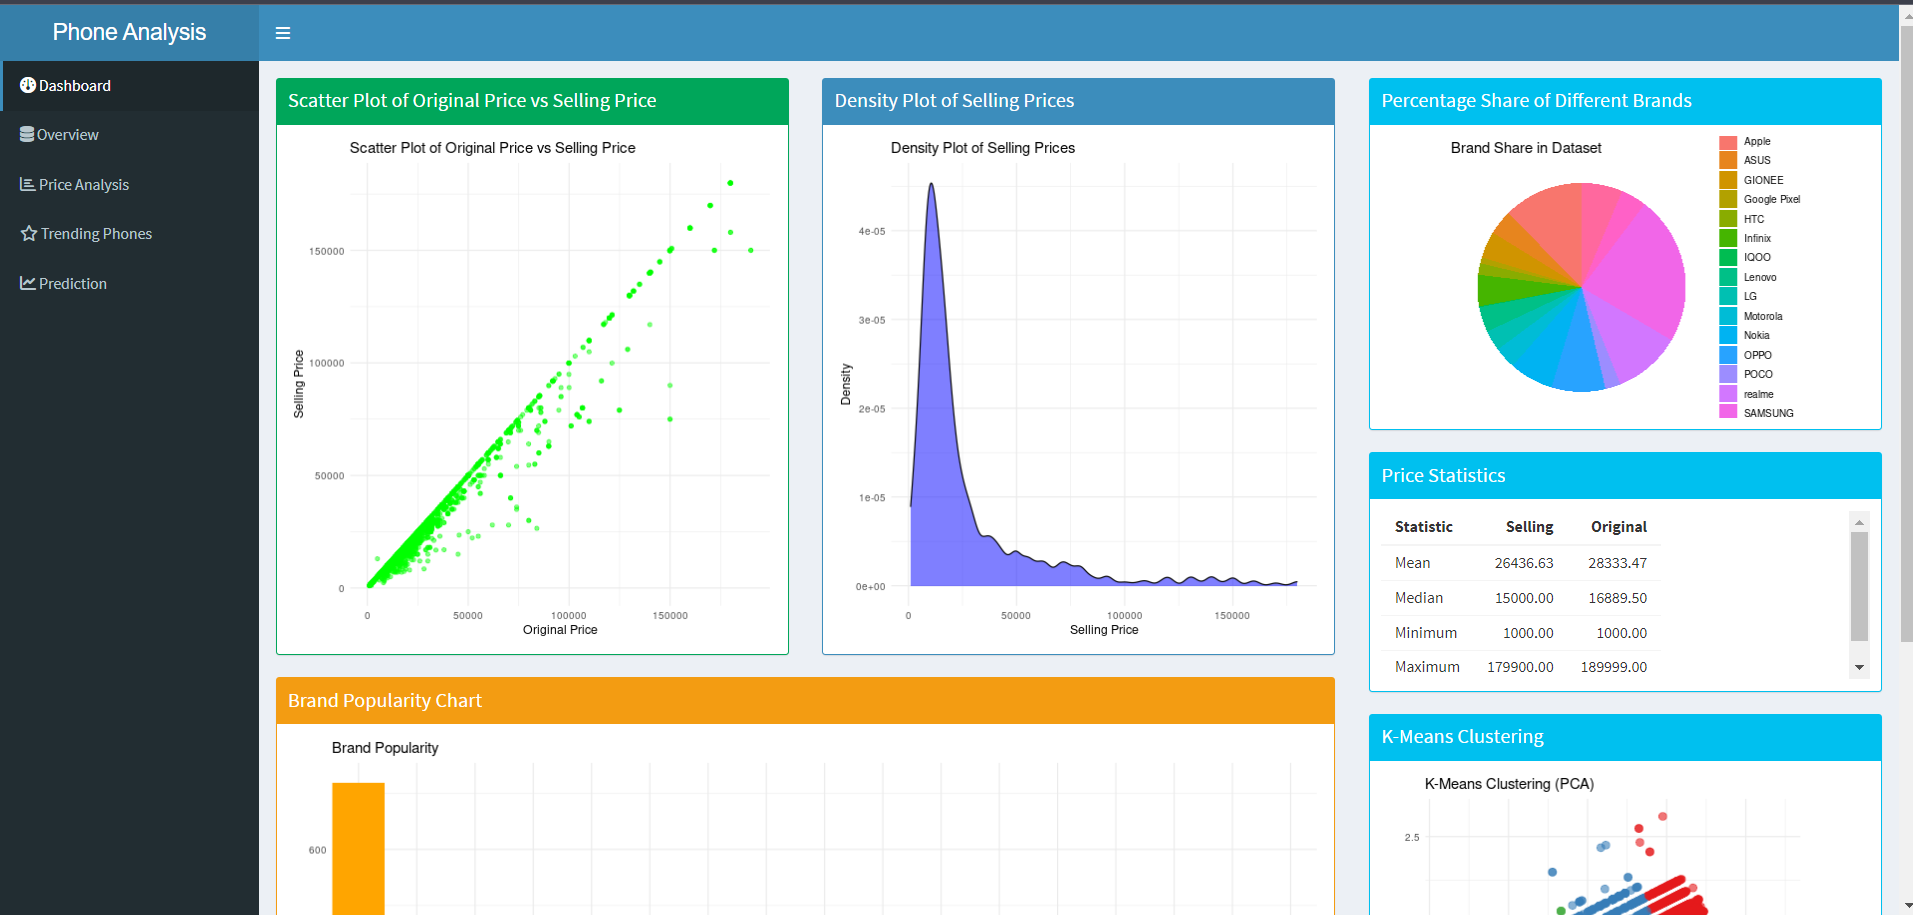 Phone Analysis
Dashboard
Overview
Price Analysis
Trending Phones
Prediction
Scatter Plot of Original Price vs Selling Price
Scatter Plot of Original Price vs Selling Price
Selling Price
150000
100000
50000
0
0 50000 100000 150000
Original Price
Density Plot of Selling Prices
Density Plot of Selling Prices
Density
4e-05
3e-05
2e-05
1e-05
0e+00
0 50000 100000 150000
Selling Price
Percentage Share of Different Brands
Brand Share in Dataset
Apple
ASUS
GIONEE
Google Pixel
HTC
Infinix
IQOO
Lenovo
LG
Motorola
Nokia
OPPO
POCO
realme
SAMSUNG
Price Statistics
Statistic Selling Original
Mean 26436.63 28333.47
Median 15000.00 16889.50
Minimum 1000.00 1000.00
Maximum 179900.00 189999.00
Brand Popularity Chart
Brand Popularity
600
K-Means Clustering
K-Means Clustering (PCA)
2.5